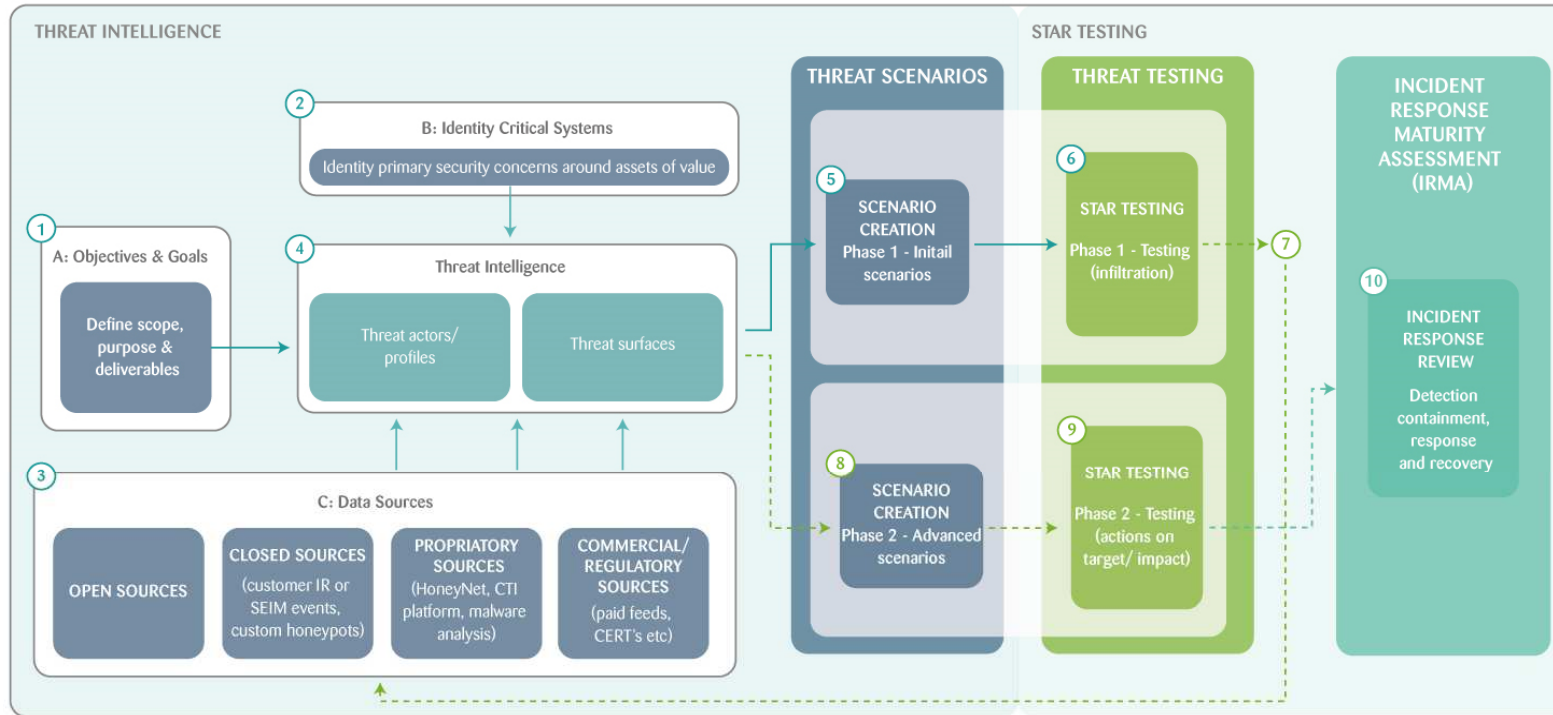 THREAT INTELLIGENCE
STAR TESTING
THREAT SCENARIOS
THREAT TESTING
INCIDENT
RESPONSE
MATURITY
ASSESSMENT
(IRMA)
2
B: Identity Critical Systems
Identity primary security concerns around assets of value
1
A: Objectives & Goals
Define scope,
purpose &
deliverables
4
Threat Intelligence
Threat actors/
profiles
Threat surfaces
5
SCENARIO
CREATION
Phase 1 - Initail
scenarios
6
STAR TESTING
Phase 1 - Testing
(infiltration)
7
10
INCIDENT
RESPONSE
REVIEW
Detection
containment,
response
and recovery
3
C: Data Sources
OPEN SOURCES
CLOSED SOURCES
(customer IR or
SEIM events,
custom honeypots)
PROPRIATORY
SOURCES
(HoneyNet, CTI
platform, malware
analysis)
COMMERCIAL/
REGULATORY
SOURCES
(paid feeds,
CERT's etc)
8
SCENARIO
CREATION
Phase 2 - Advanced
scenarios
9
STAR TESTING
Phase 2 - Testing
(actions on
target/ impact)